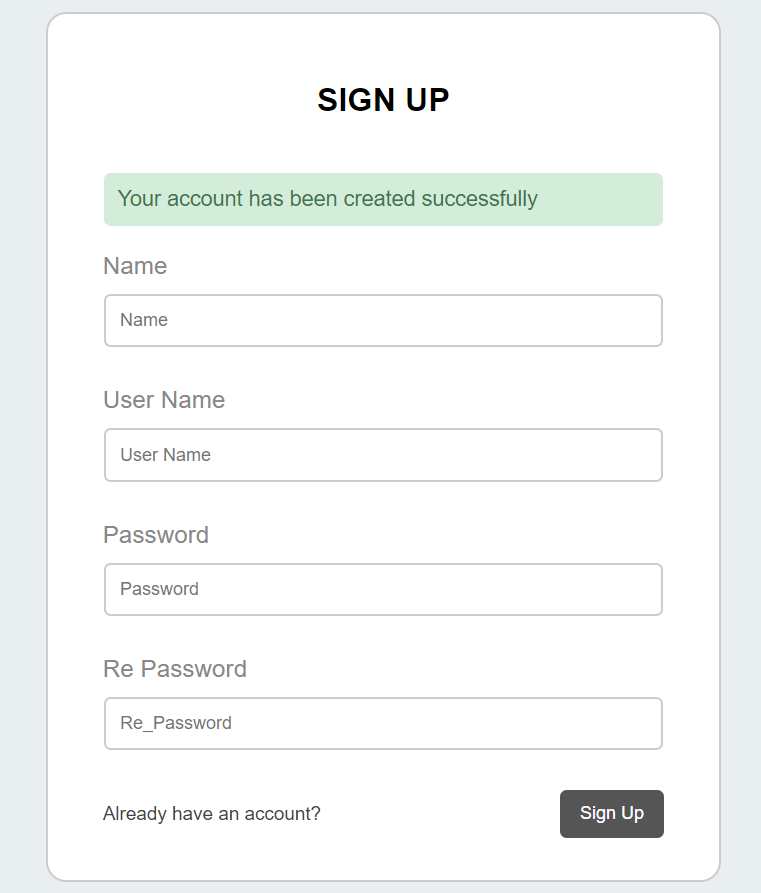 SIGN UP
Your account has been created successfully
Name
Name
User Name
User Name
Password
Password
Re Password
Re_Password
Already have an account?
Sign Up